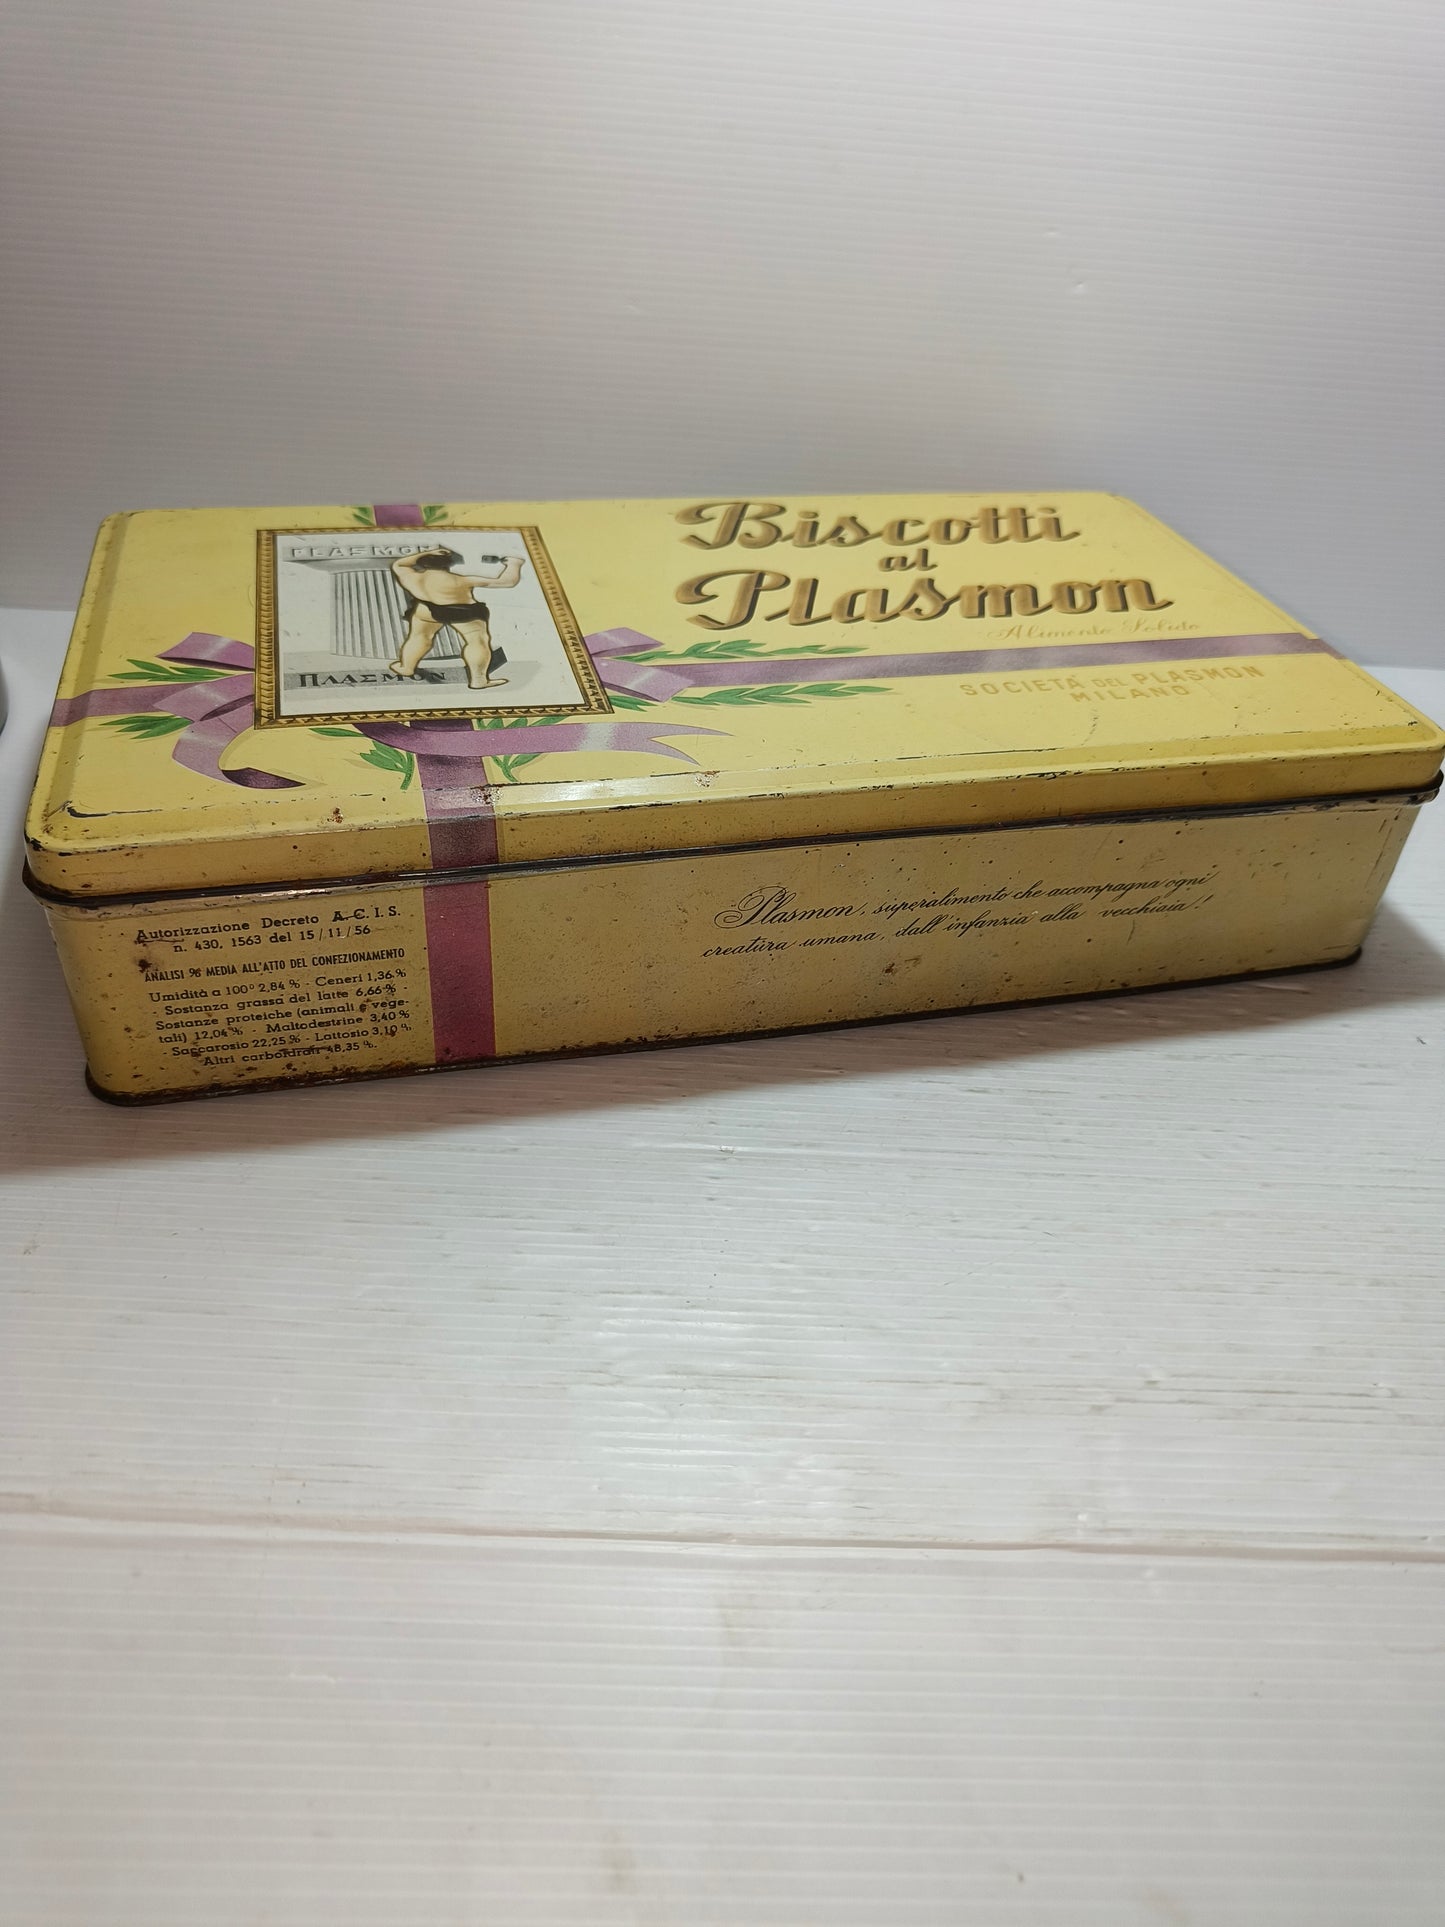 PLASMON
ΠΛΑΣΜΟΝ
Biscotti
al
Plasmon
Alimento Solido
SOCIETÀ DEL PLASMON
MILANO
Autorizzazione Decreto A.C.I.S.
n. 430, 1563 del 15/11/56
ANALISI % MEDIA ALL'ATTO DEL CONFEZIONAMENTO
Umidità a 100° 2,84 % - Ceneri 1,36 %
- Sostanza grassa del latte 6,66 % -
Sostanze proteiche (animali e vege-
tali) 12,04 % - Maltodestrine 3,40 %
- Saccarosio 22,25 % - Lattosio 3,10 %
Altri carboidrati 48,35 %.
Plasmon, superalimento che accompagna ogni
creatura umana, dall'infanzia alla vecchiaia!